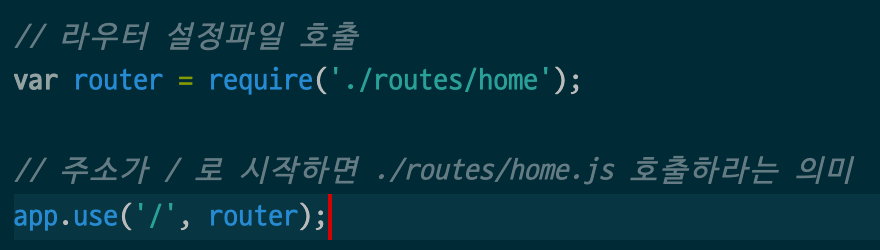 // 라우터 설정파일 호출
var router = require('./routes/home');
// 주소가 / 로 시작하면 ./routes/home.js 호출하라는 의미
app.use('/', router);